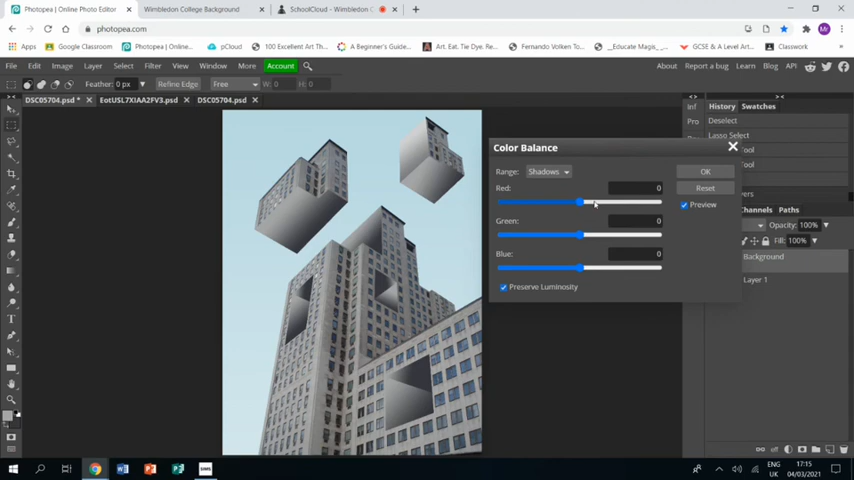 Photopea | Online Photo Editor
Wimbledon College Background
SchoolCloud - Wimbledon C
photopea.com
Apps
Google Classroom
Photopea | Online...
pCloud
100 Excellent Art Th...
A Beginner's Guide...
Art. Eat. Tie Dye. Re...
Fernando Volken To...
__Educate Magis_...
GCSE & A Level Art...
Classwork
File Edit Image Layer Select Filter View Window More Account
About Report a bug Learn Blog API
Feather: 0 px Refine Edge Free W: 0 H: 0
DSC05704.psd *
EotUSL7XIAA2FV3.psd
DSC05704.psd
Inf
Pro
History Swatches
Deselect
Lasso Select
Tool
Tool
Color Balance
Range: Shadows
OK
Red: 0
Reset
Preview
Green: 0
Blue: 0
Preserve Luminosity
Channels Paths
Opacity: 100%
Fill: 100%
Background
Layer 1
ENG
UK
17:15
04/03/2021